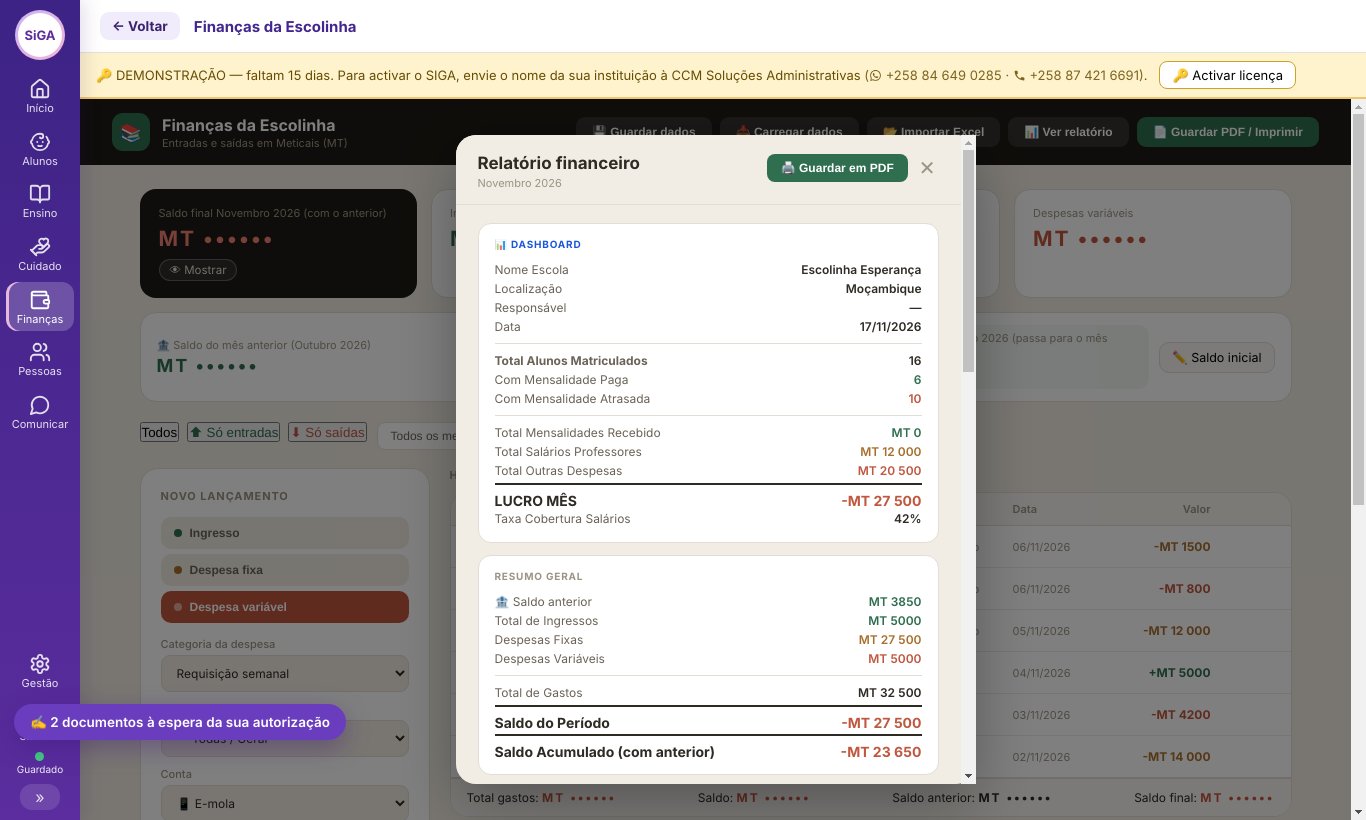 SiGA
← Voltar
Finanças da Escolinha
🔑 DEMONSTRAÇÃO — faltam 15 dias. Para activar o SIGA, envie o nome da sua instituição à CCM Soluções Administrativas (+258 84 649 0285 · 📞 +258 87 421 6691).
🔑 Activar licença
Início
Alunos
Ensino
Cuidado
Finanças
Pessoas
Comunicar
Gestão
✍️ 2 documentos à espera da sua autorização
Guardado
»
Finanças da Escolinha
Entradas e saídas em Meticais (MT)
Guardar dados
Carregar dados
Importar Excel
Ver relatório
Guardar PDF / Imprimir
Saldo final Novembro 2026 (com o anterior)
MT ••••••
Mostrar
Despesas variáveis
MT ••••••
Saldo do mês anterior (Outubro 2026)
MT ••••••
2026 (passa para o mês
Saldo inicial
Todos
⬆ Só entradas
⬇ Só saídas
Todos os me
NOVO LANÇAMENTO
Ingresso
Despesa fixa
Despesa variável
Categoria da despesa
Requisição semanal
Todas / Geral
Conta
E-mola
Relatório financeiro
Novembro 2026
Guardar em PDF
✕
DASHBOARD
Nome Escola Escolinha Esperança
Localização Moçambique
Responsável —
Data 17/11/2026
Total Alunos Matriculados 16
Com Mensalidade Paga 6
Com Mensalidade Atrasada 10
Total Mensalidades Recebido MT 0
Total Salários Professores MT 12 000
Total Outras Despesas MT 20 500
LUCRO MÊS -MT 27 500
Taxa Cobertura Salários 42%
RESUMO GERAL
Saldo anterior MT 3850
Total de Ingressos MT 5000
Despesas Fixas MT 27 500
Despesas Variáveis MT 5000
Total de Gastos MT 32 500
Saldo do Período -MT 27 500
Saldo Acumulado (com anterior) -MT 23 650
Data Valor
06/11/2026 -MT 1500
06/11/2026 -MT 800
05/11/2026 -MT 12 000
04/11/2026 +MT 5000
03/11/2026 -MT 4200
02/11/2026 -MT 14 000
Total gastos: MT •••••• Saldo: MT •••••• Saldo anterior: MT •••••• Saldo final: MT ••••••